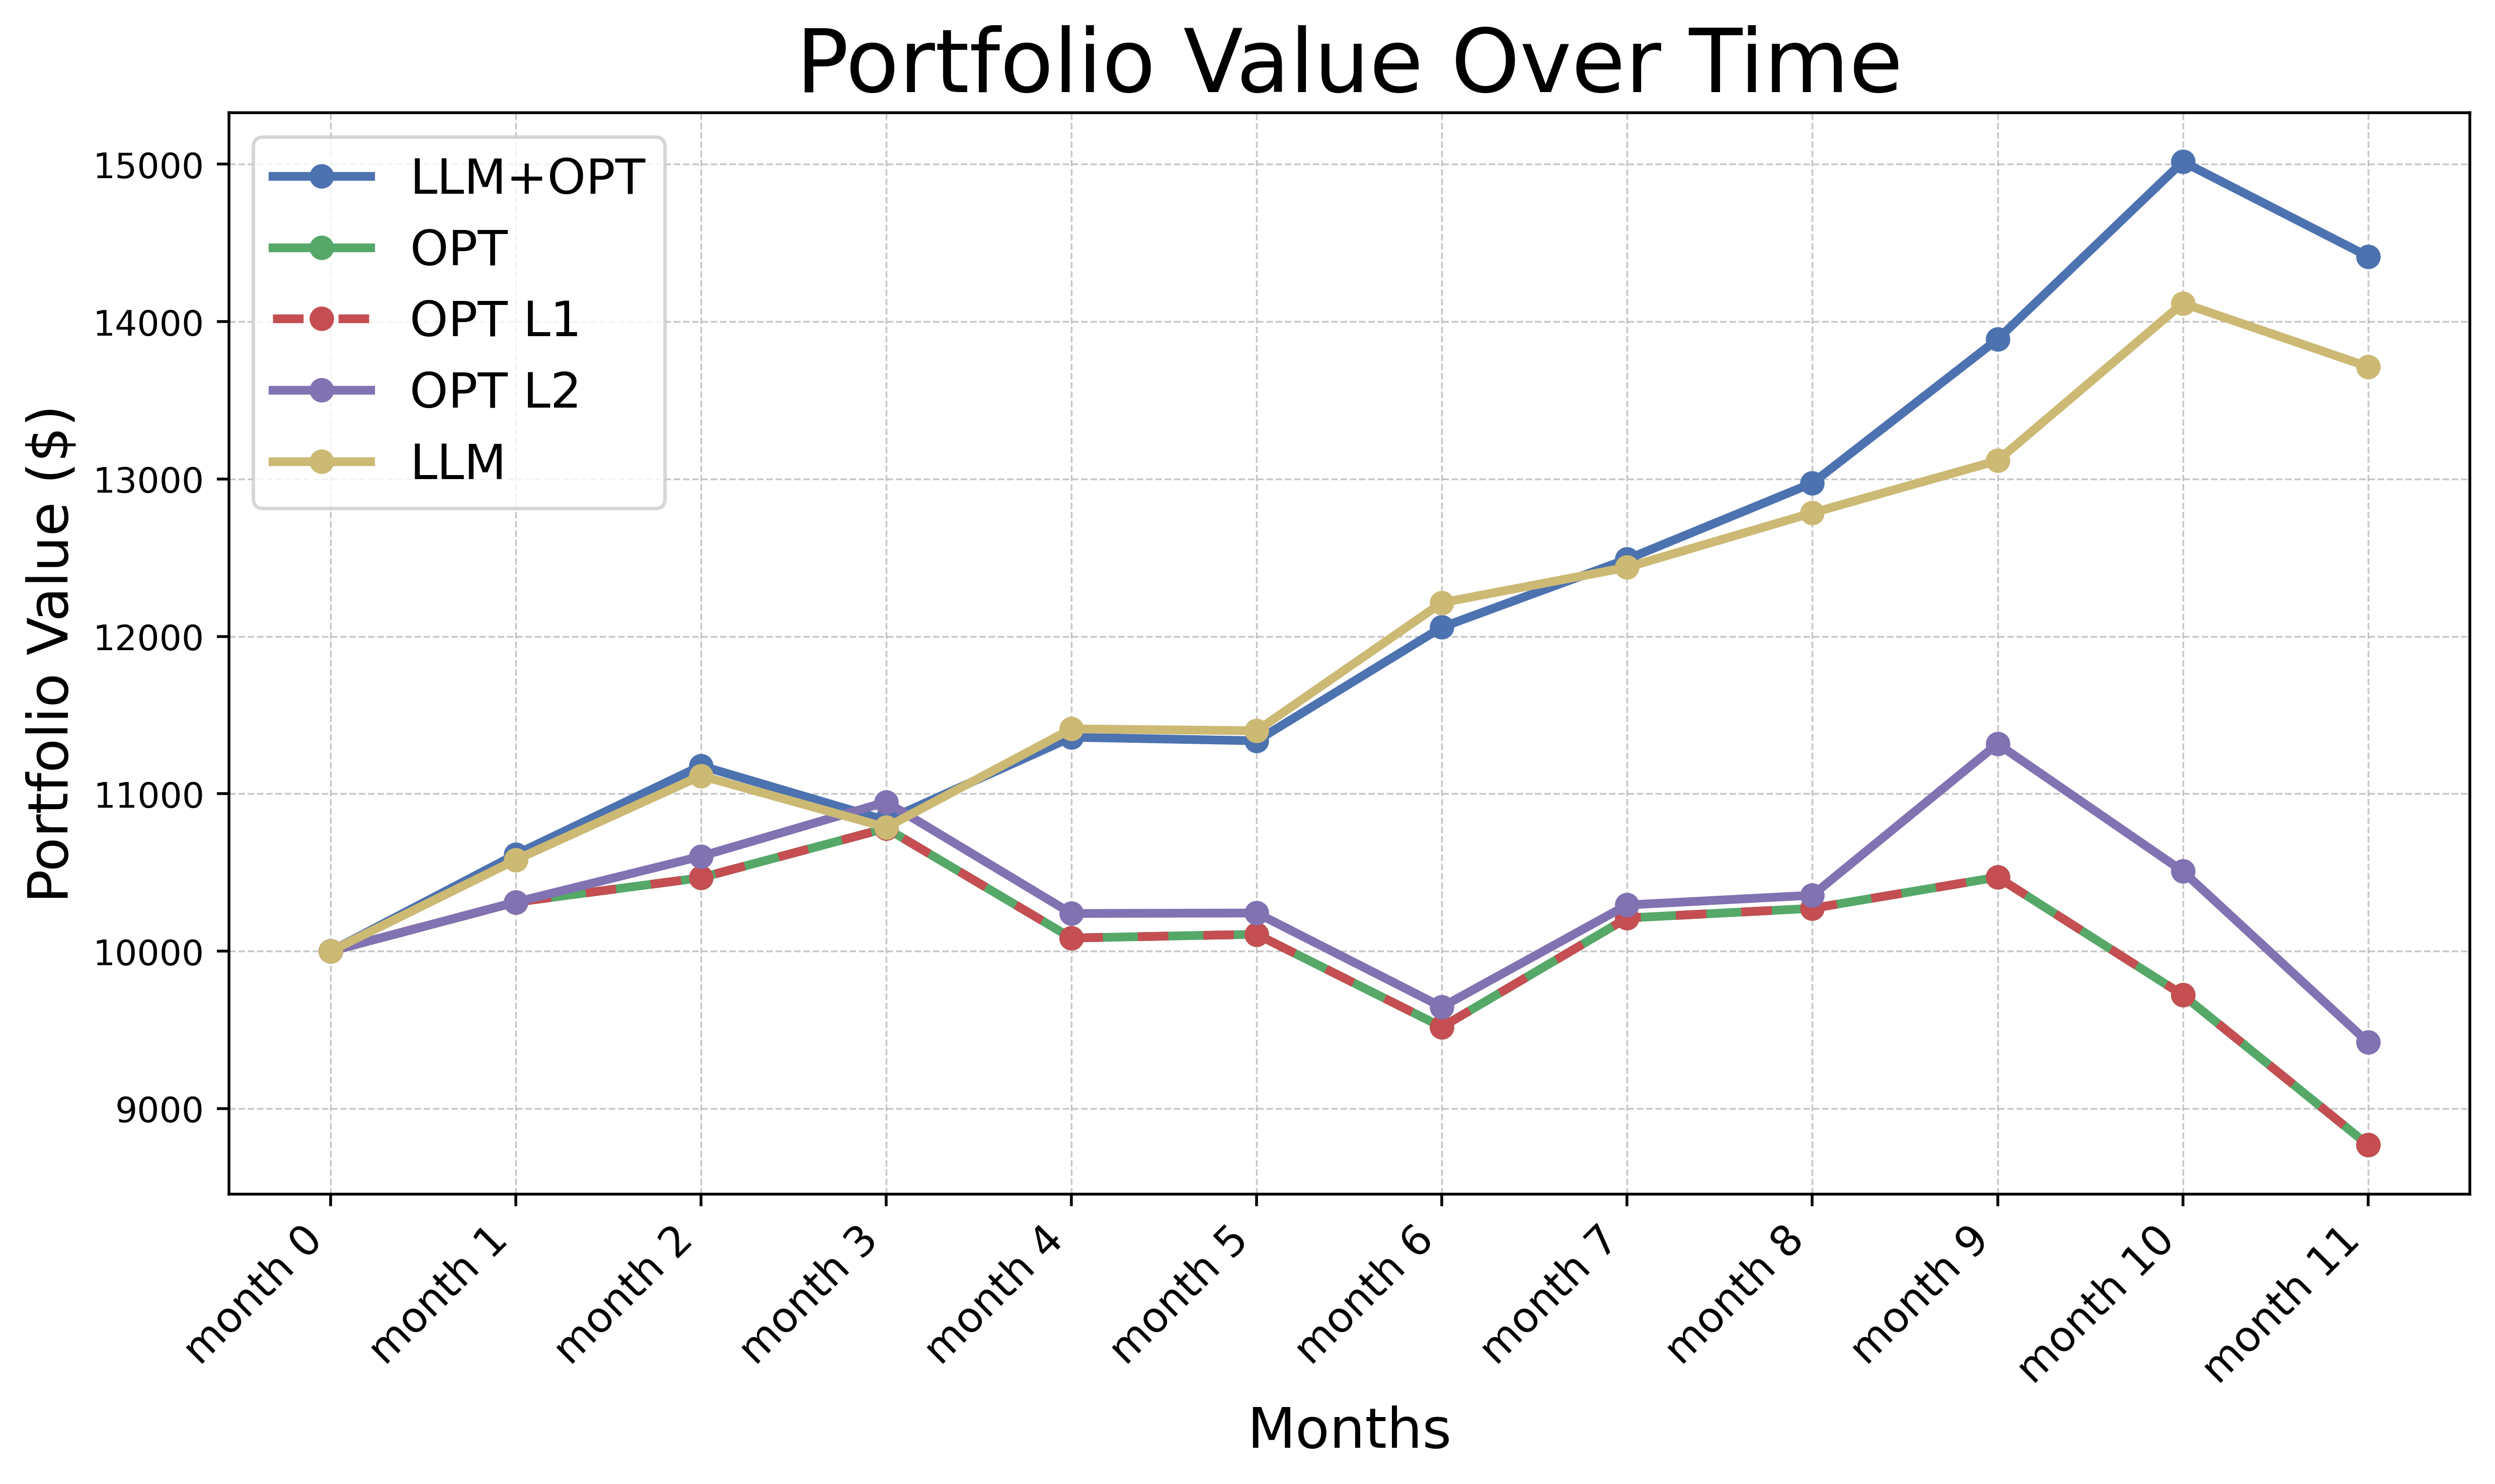 Portfolio Value Over Time
LLM+OPT
OPT
OPT L1
OPT L2
LLM
Portfolio Value ($)
15000
14000
13000
12000
11000
10000
9000
month 0
month 1
month 2
month 3
month 4
month 5
month 6
month 7
month 8
month 9
month 10
month 11
Months